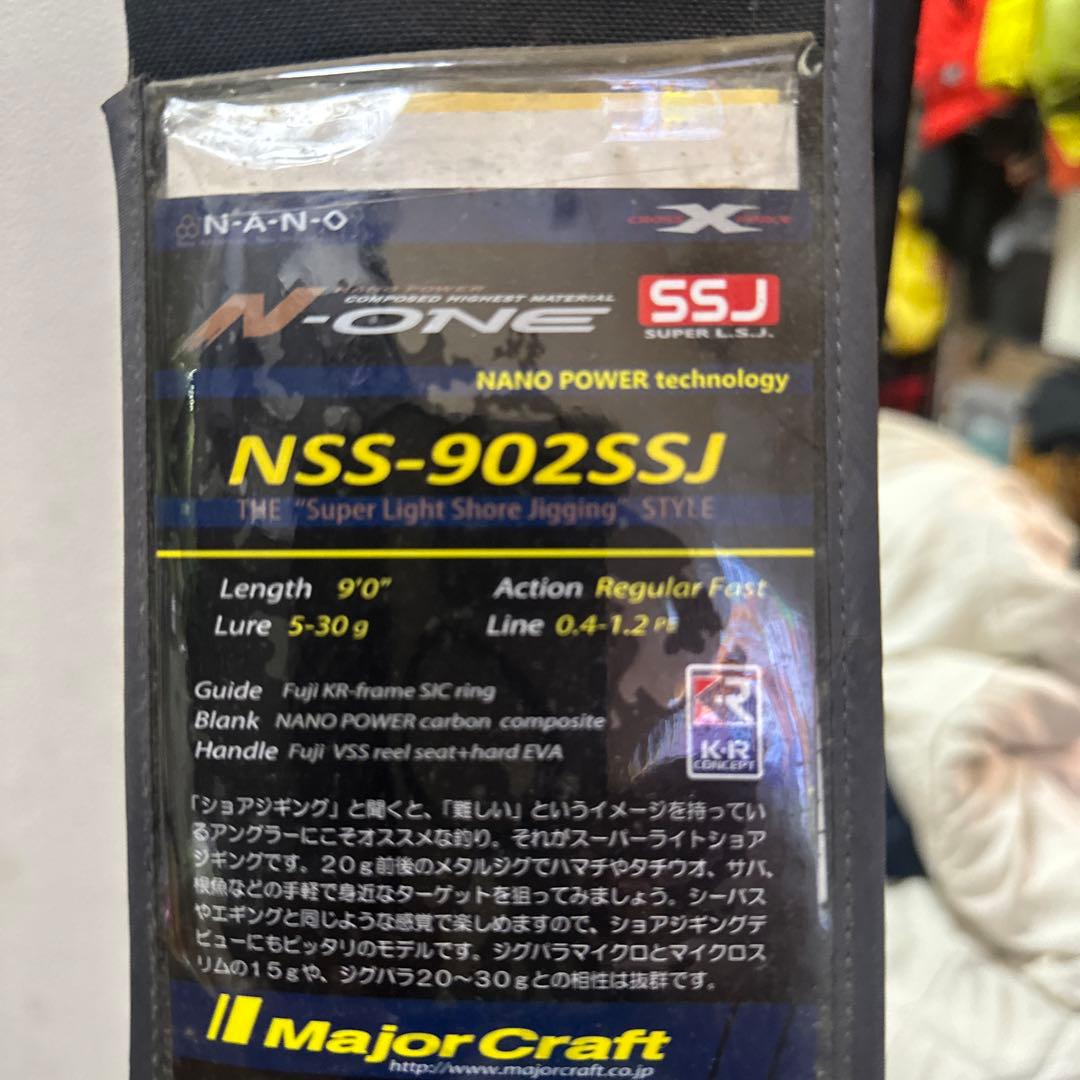 N-A-N-O
CROSS X FORCE
NANO POWER
COMPOSED HIGHEST MATERIAL
N-ONE
SSJ
SUPER L.S.J.
NANO POWER technology
NSS-902SSJ
THE "Super Light Shore Jigging" STYLE
Length 9'0" Action Regular Fast
Lure 5-30g Line 0.4-1.2 PE
Guide Fuji KR-frame SIC ring
Blank NANO POWER carbon composite
Handle Fuji VSS reel seat+hard EVA
KR
K·R
CONCEPT
「ショアジギング」と聞くと、「難しい」というイメージを持ってい
るアングラーにこそオススメな釣り。それがスーパーライトショア
ジギングです。20g前後のメタルジグでハマチやタチウオ、サバ、
根魚などの手軽で身近なターゲットを狙ってみましょう。シーバス
やエギングと同じような感覚で楽しめますので、ショアジギングデ
ビューにもピッタリのモデルです。ジグパラマイクロとマイクロス
リムの15gや、ジグパラ20〜30gとの相性は抜群です。
Major Craft
http://www.majorcraft.co.jp